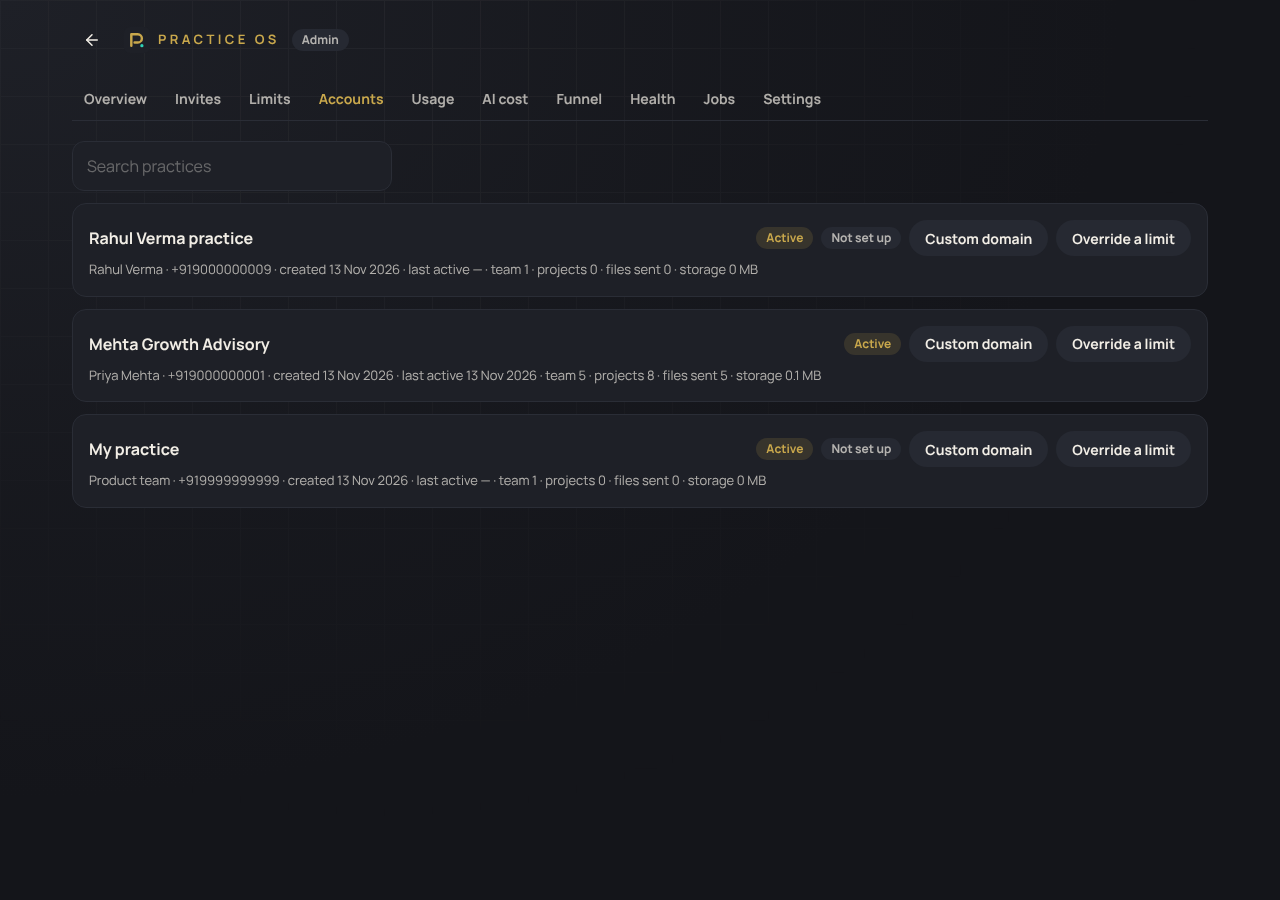 PRACTICE OS Admin
Overview Invites Limits Accounts Usage AI cost Funnel Health Jobs Settings
Search practices
Rahul Verma practice Active Not set up Custom domain Override a limit
Rahul Verma · +919000000009 · created 13 Nov 2026 · last active — · team 1 · projects 0 · files sent 0 · storage 0 MB
Mehta Growth Advisory Active Custom domain Override a limit
Priya Mehta · +919000000001 · created 13 Nov 2026 · last active 13 Nov 2026 · team 5 · projects 8 · files sent 5 · storage 0.1 MB
My practice Active Not set up Custom domain Override a limit
Product team · +919999999999 · created 13 Nov 2026 · last active — · team 1 · projects 0 · files sent 0 · storage 0 MB